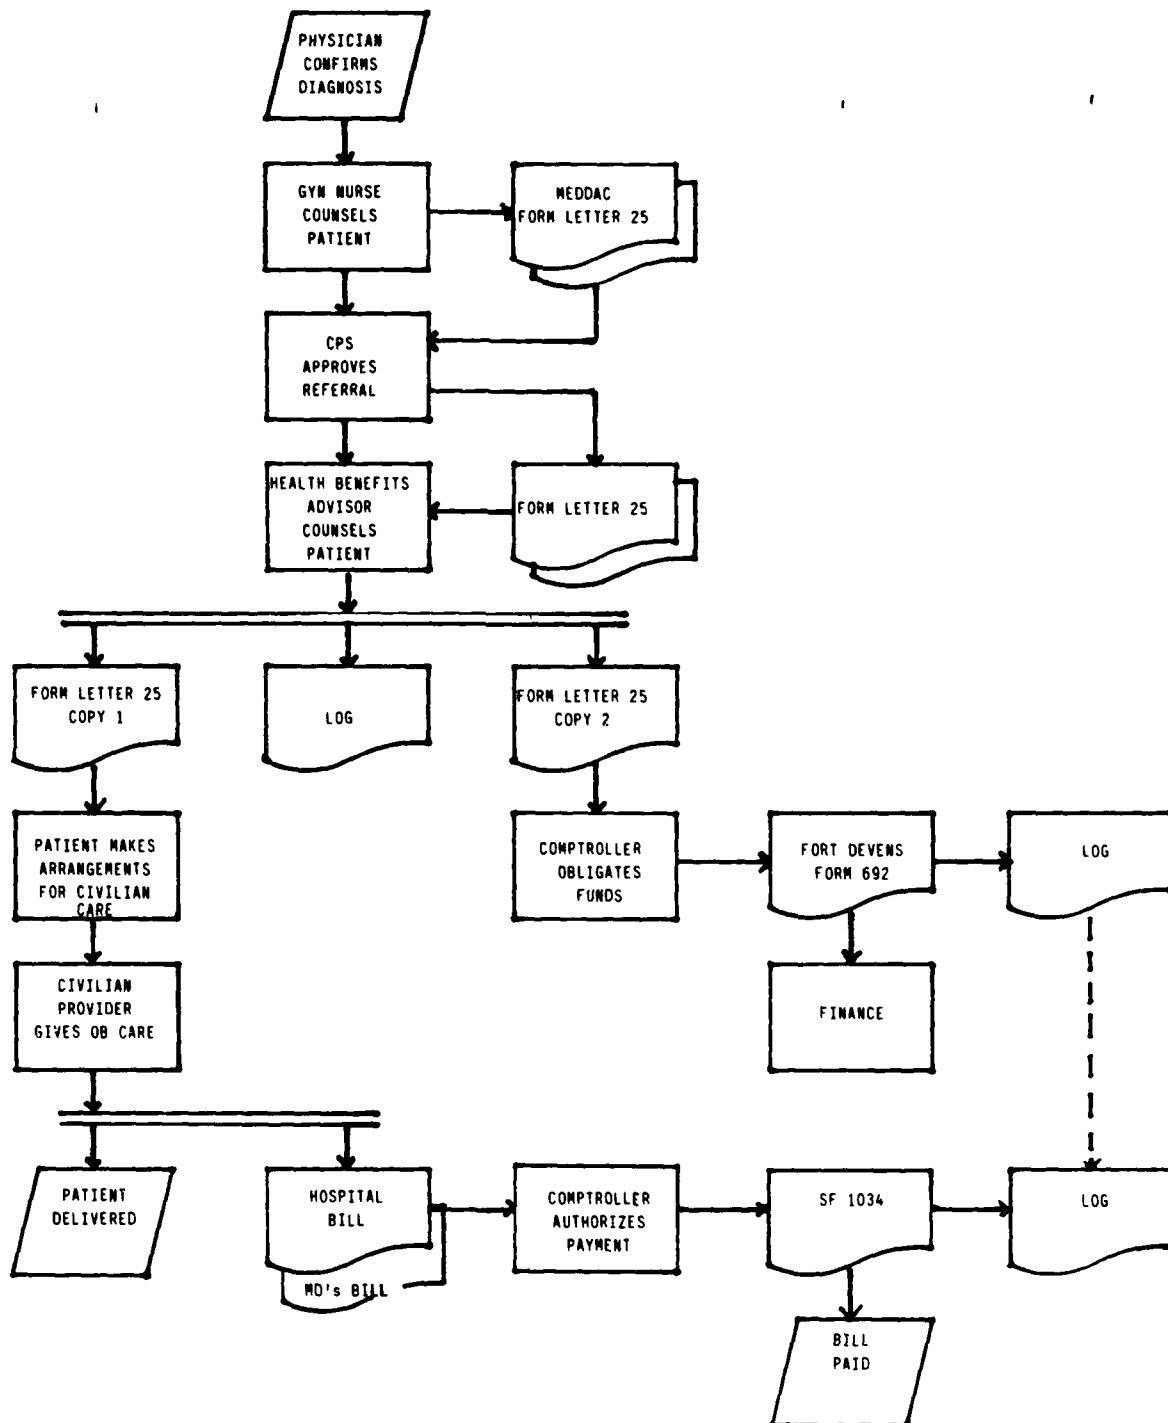 PHYSICIAN
CONFIRMS
DIAGNOSIS
GYN NURSE
COUNSELS
PATIENT
MEDDAC
FORM LETTER 25
CPS
APPROVES
REFERRAL
HEALTH BENEFITS
ADVISOR
COUNSELS
PATIENT
FORM LETTER 25
FORM LETTER 25
COPY 1
LOG
FORM LETTER 25
COPY 2
PATIENT MAKES
ARRANGEMENTS
FOR CIVILIAN
CARE
COMPTROLLER
OBLIGATES
FUNDS
FORT DEVENS
FORM 692
LOG
CIVILIAN
PROVIDER
GIVES OB CARE
FINANCE
PATIENT
DELIVERED
HOSPITAL
BILL
MD's BILL
COMPTROLLER
AUTHORIZES
PAYMENT
SF 1034
LOG
BILL
PAID